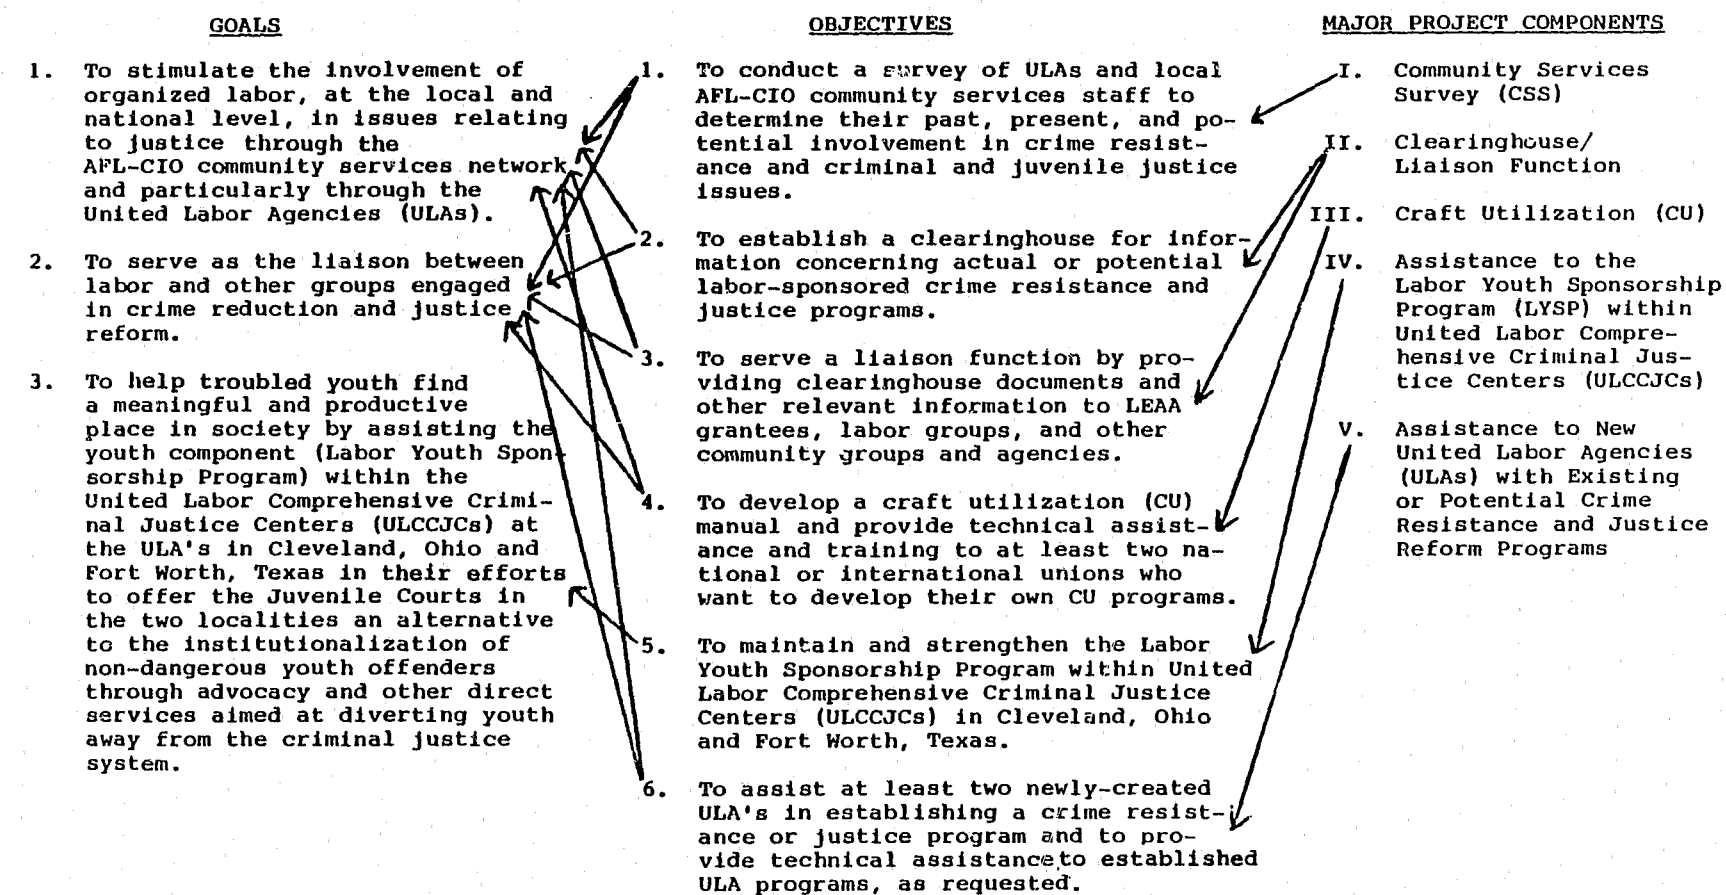 GOALS
1. To stimulate the involvement of
organized labor, at the local and
national level, in issues relating
to justice through the
AFL-CIO community services network
and particularly through the
United Labor Agencies (ULAs).
2. To serve as the liaison between
labor and other groups engaged
in crime reduction and justice
reform.
3. To help troubled youth find
a meaningful and productive
place in society by assisting the
youth component (Labor Youth Spon-
sorship Program) within the
United Labor Comprehensive Crimi-
nal Justice Centers (ULCCJCs) at
the ULA's in Cleveland, Ohio and
Fort Worth, Texas in their efforts
to offer the Juvenile Courts in
the two localities an alternative
to the institutionalization of
non-dangerous youth offenders
through advocacy and other direct
services aimed at diverting youth
away from the criminal justice
system.
OBJECTIVES
1. To conduct a survey of ULAs and local
AFL-CIO community services staff to
determine their past, present, and po-
tential involvement in crime resist-
ance and criminal and juvenile justice
issues.
2. To establish a clearinghouse for infor-
mation concerning actual or potential
labor-sponsored crime resistance and
justice programs.
3. To serve a liaison function by pro-
viding clearinghouse documents and
other relevant information to LEAA
grantees, labor groups, and other
community groups and agencies.
4. To develop a craft utilization (CU)
manual and provide technical assist-
ance and training to at least two na-
tional or international unions who
want to develop their own CU programs.
5. To maintain and strengthen the Labor
Youth Sponsorship Program within United
Labor Comprehensive Criminal Justice
Centers (ULCCJCs) in Cleveland, Ohio
and Fort Worth, Texas.
6. To assist at least two newly-created
ULA's in establishing a crime resist-
ance or justice program and to pro-
vide technical assistance to established
ULA programs, as requested.
MAJOR PROJECT COMPONENTS
I. Community Services
Survey (CSS)
II. Clearinghouse/
Liaison Function
III. Craft Utilization (CU)
IV. Assistance to the
Labor Youth Sponsorship
Program (LYSP) within
United Labor Compre-
hensive Criminal Jus-
tice Centers (ULCCJCs)
V. Assistance to New
United Labor Agencies
(ULAs) with Existing
or Potential Crime
Resistance and Justice
Reform Programs